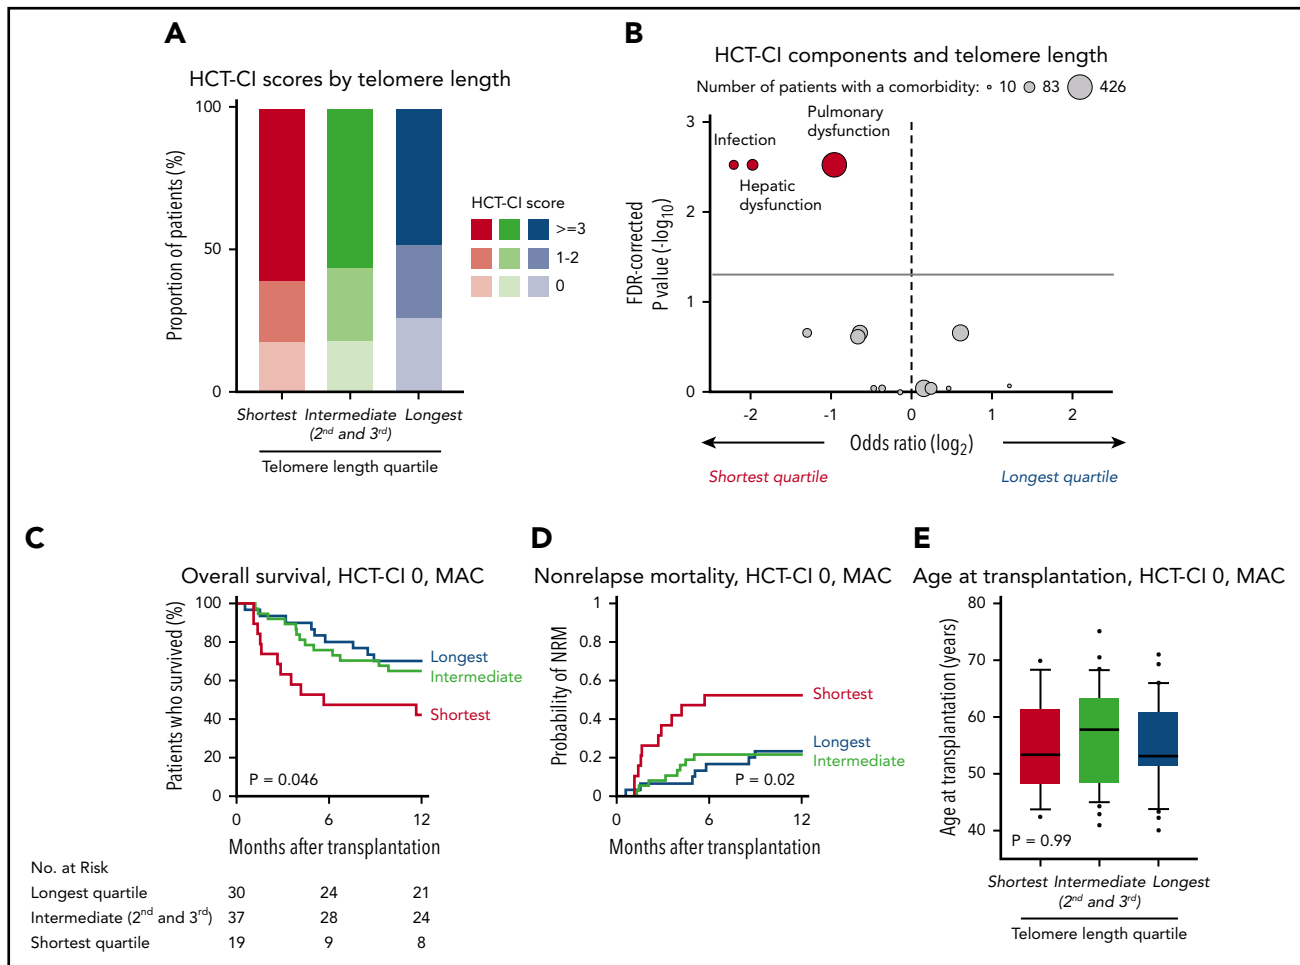 A
HCT-CI scores by telomere length
Proportion of patients (%)
100
50
0
Shortest
Intermediate
(2nd and 3rd)
Longest
Telomere length quartile
HCT-CI score
>=3
1-2
0
B
HCT-CI components and telomere length
Number of patients with a comorbidity: 10 83 426
FDR-corrected
P value (-log10)
3
2
1
0
Infection
Hepatic
dysfunction
Pulmonary
dysfunction
-2 -1 0 1 2
Odds ratio (log2)
Shortest quartile
Longest quartile
C
Overall survival, HCT-CI 0, MAC
Patients who survived (%)
100
80
60
40
20
0
Longest
Intermediate
Shortest
P = 0.046
0 6 12
Months after transplantation
No. at Risk
Longest quartile 30 24 21
Intermediate (2nd and 3rd) 37 28 24
Shortest quartile 19 9 8
D
Nonrelapse mortality, HCT-CI 0, MAC
Probability of NRM
1
0.8
0.6
0.4
0.2
0
Shortest
Longest
Intermediate
P = 0.02
0 6 12
Months after transplantation
E
Age at transplantation, HCT-CI 0, MAC
Age at transplantation (years)
80
70
60
50
40
P = 0.99
Shortest Intermediate Longest
(2nd and 3rd)
Telomere length quartile